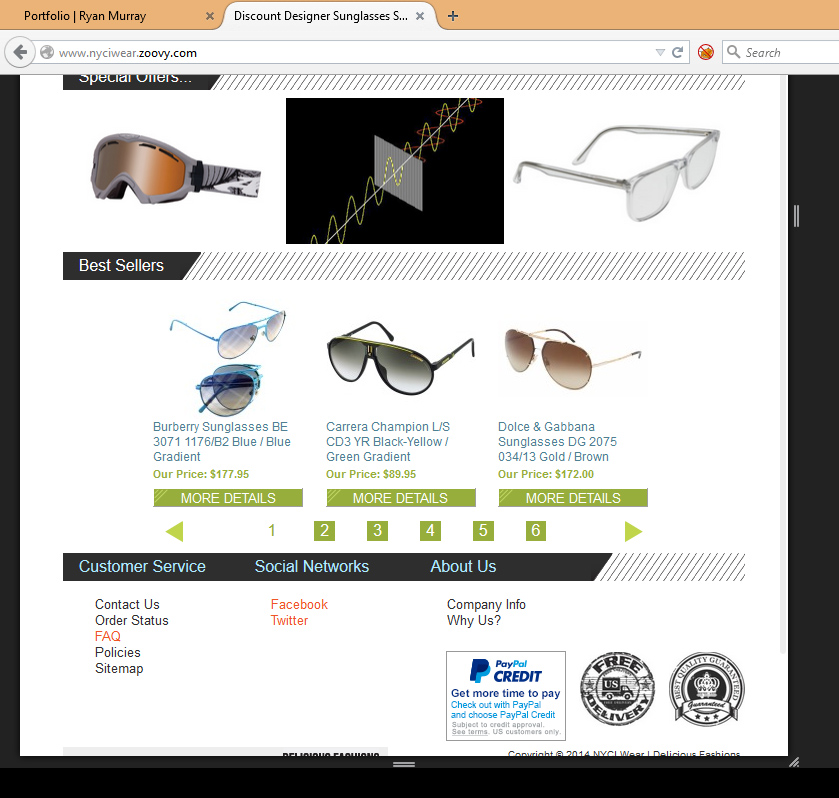 Portfolio | Ryan Murray
Discount Designer Sunglasses S...
www.nyciwear.zoovy.com
Search
Special Offers...
Best Sellers
Burberry Sunglasses BE
3071 1176/B2 Blue / Blue
Gradient
Our Price: $177.95
MORE DETAILS
Carrera Champion L/S
CD3 YR Black-Yellow /
Green Gradient
Our Price: $89.95
MORE DETAILS
Dolce & Gabbana
Sunglasses DG 2075
034/13 Gold / Brown
Our Price: $172.00
MORE DETAILS
1 2 3 4 5 6
Customer Service
Contact Us
Order Status
FAQ
Policies
Sitemap
Social Networks
Facebook
Twitter
About Us
Company Info
Why Us?
PayPal
CREDIT
Get more time to pay
Check out with PayPal
and choose PayPal Credit
Subject to credit approval.
See terms. US customers only.
FREE
US
DELIVERY
BEST QUALITY GUARANTEED
Guaranteed
DELICIOUS FASHIONS
Copyright © 2014 NYCI Wear | Delicious Fashions